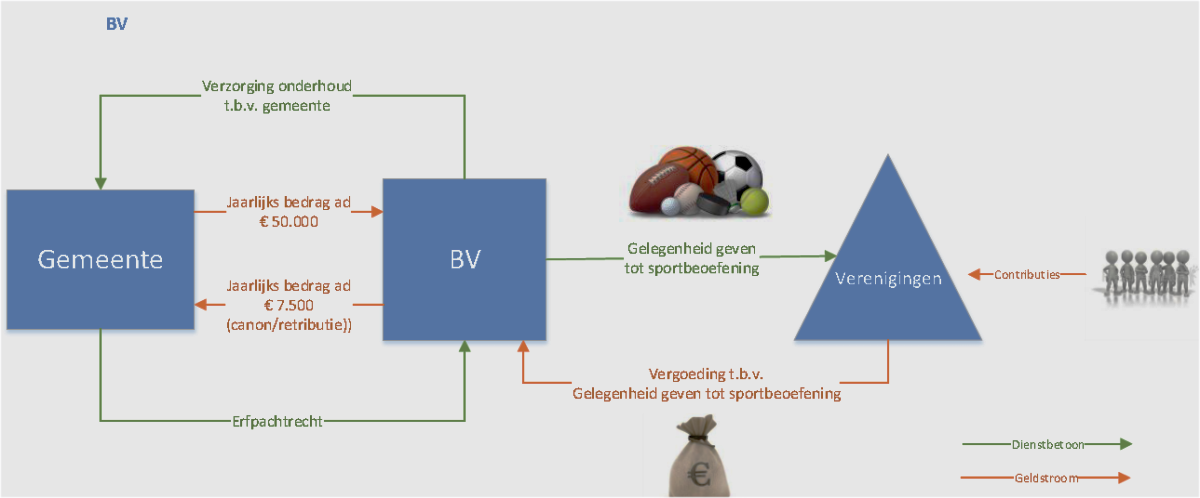 BV
Verzorging onderhoud
t.b.v. gemeente
Gemeente
Jaarlijks bedrag ad
€ 50.000
Jaarlijks bedrag ad
€ 7.500
(canon/retributie))
BV
Gelegenheid geven
tot sportbeoefening
Verenigingen
Contributies
Vergoeding t.b.v.
Gelegenheid geven tot sportbeoefening
Erfpachtrecht
€
Dienstbetoon
Geldstroom